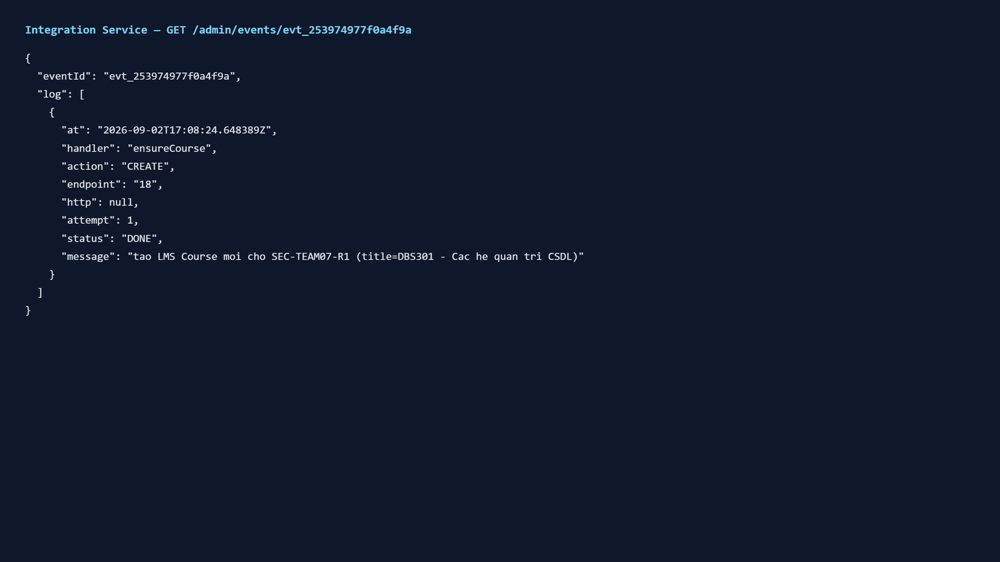 Integration Service — GET /admin/events/evt_253974977f0a4f9a
{
  "eventId": "evt_253974977f0a4f9a",
  "log": [
    {
      "at": "2026-09-02T17:08:24.648389Z",
      "handler": "ensureCourse",
      "action": "CREATE",
      "endpoint": "18",
      "http": null,
      "attempt": 1,
      "status": "DONE",
      "message": "tao LMS Course moi cho SEC-TEAM07-R1 (title=DBS301 - Cac he quan tri CSDL)"
    }
  ]
}